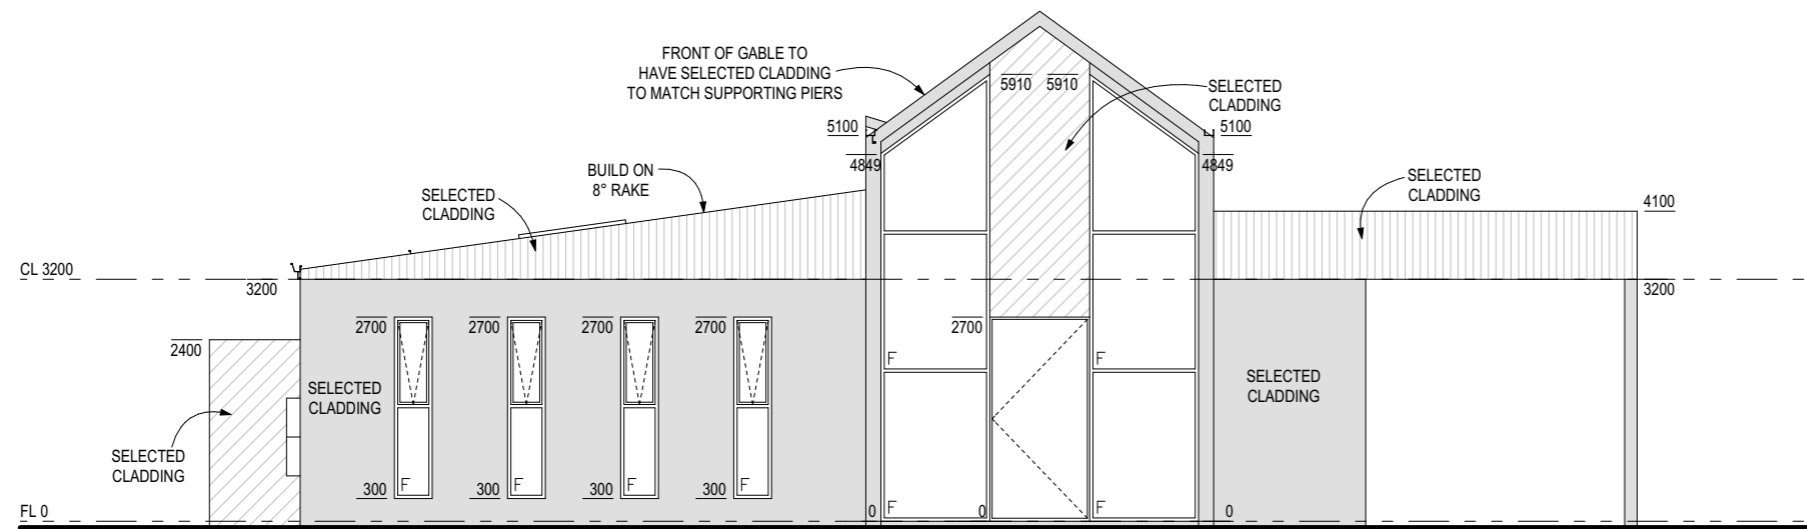 FRONT OF GABLE TO
HAVE SELECTED CLADDING
TO MATCH SUPPORTING PIERS
5910 5910
SELECTED
CLADDING
5100
5100
4849
4849
BUILD ON
8° RAKE
SELECTED
CLADDING
SELECTED
CLADDING
4100
CL 3200
3200
3200
2700
2700
2700
2700
2700
2400
SELECTED
CLADDING
SELECTED
CLADDING
F
F
SELECTED
CLADDING
300
F
300
F
300
F
300
F
FL 0
0
F
0
F
0